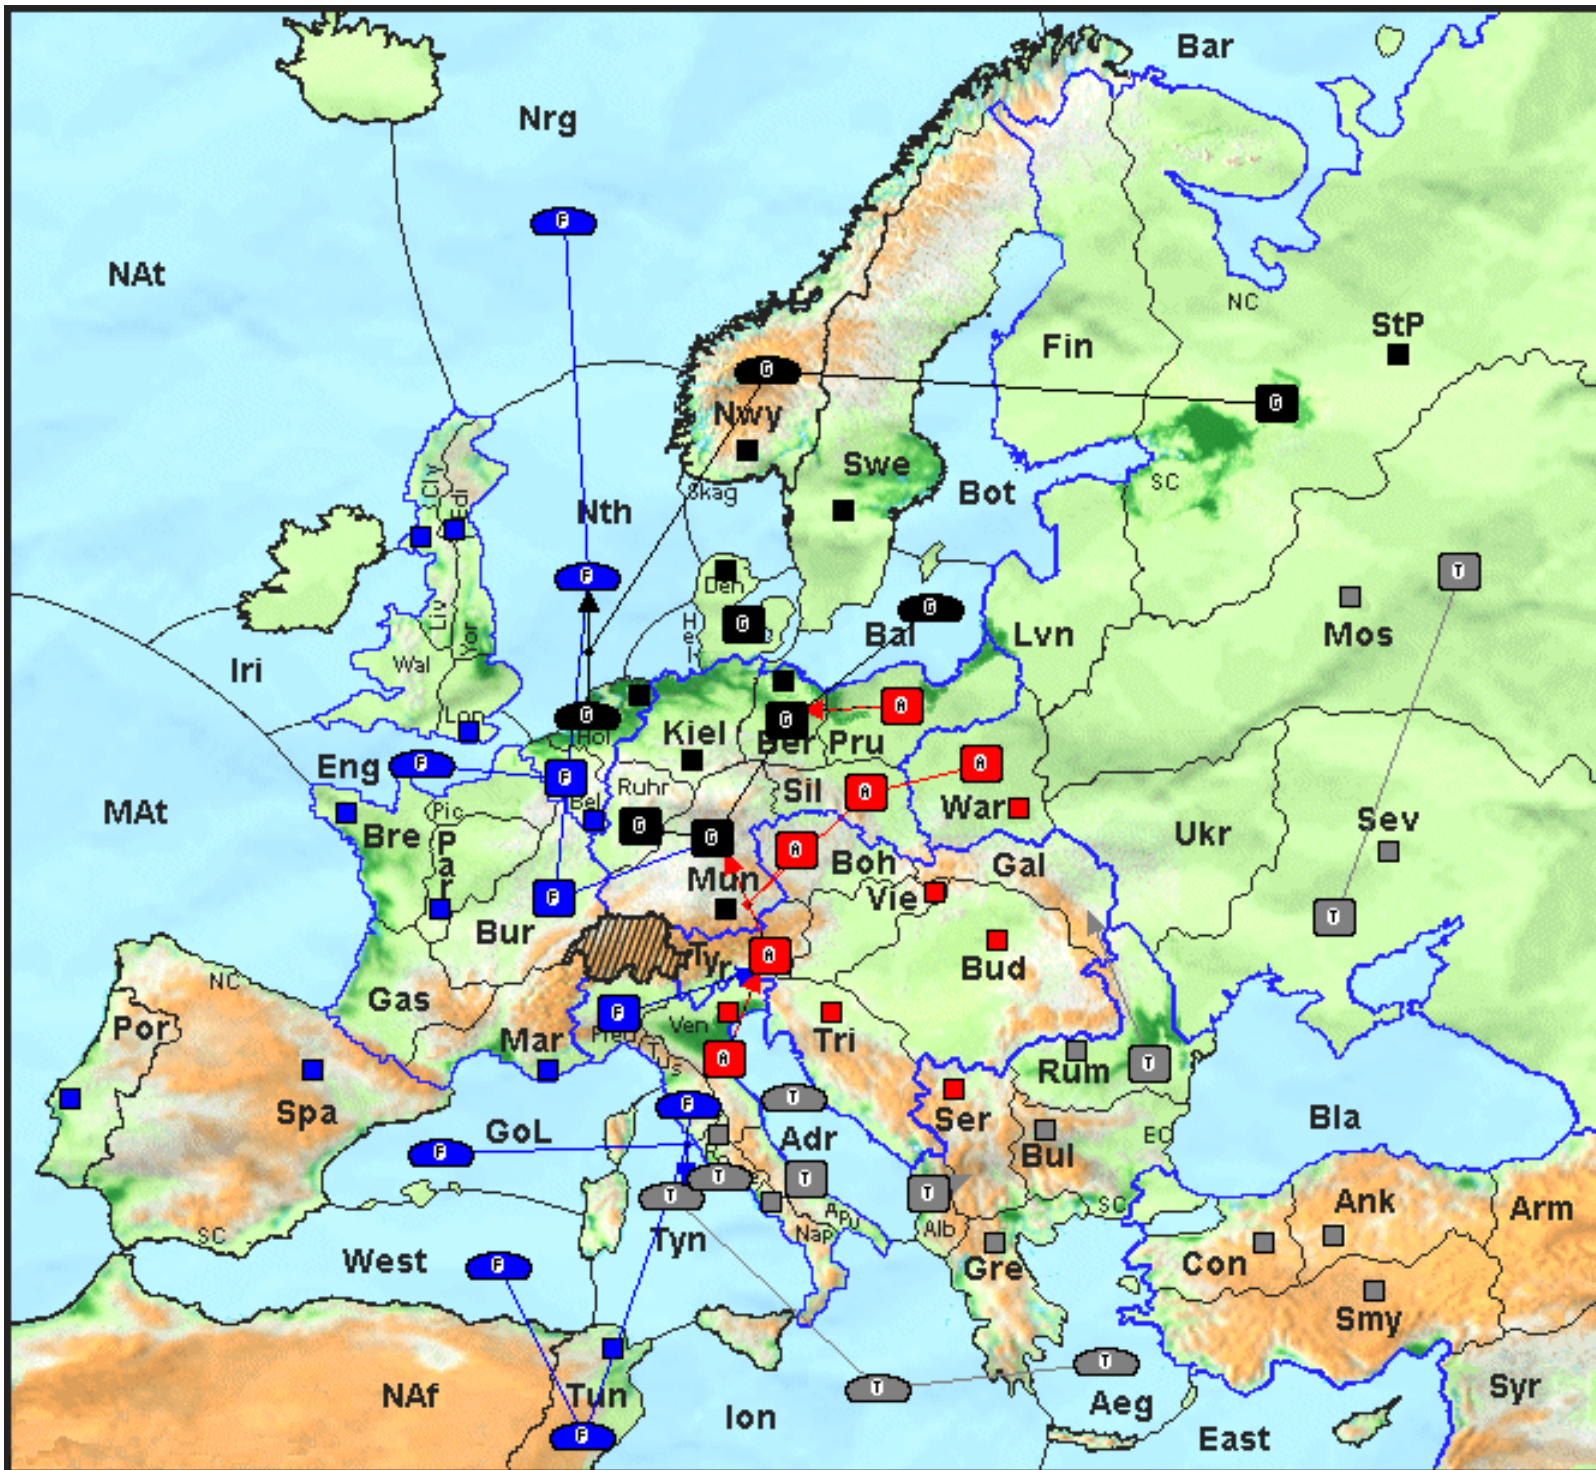 Bar
Nrg
F
NAt
NC
StP
Fin
G
G
Nwy
Swe
Cly
Edl
SC
Skag
Bot
Nth
F
T
Den
G
G
Hel
Bal
Lvn
Mos
Liv
Yor
Wal
Iri
Lon
G
Hol
Kiel
G
Ber
Pru
A
Eng
F
F
Ruhr
Sil
A
A
War
MAt
Bre
Pic
Par
Bel
G
G
Mun
A
Boh
Gal
Ukr
Sev
Vie
F
Bur
T
Bud
Tyr
A
NC
Gas
Por
Mar
F
Pied
Ven
Tri
A
Tus
Rum
T
Spa
GoL
F
F
T
Adr
Ser
Bul
EC
Bla
T
T
T
T
Alb
SC
Ank
Arm
SC
West
Tyn
Nap
Apu
Gre
Con
F
Smy
NAf
Tun
F
Ion
T
T
Aeg
East
Syr